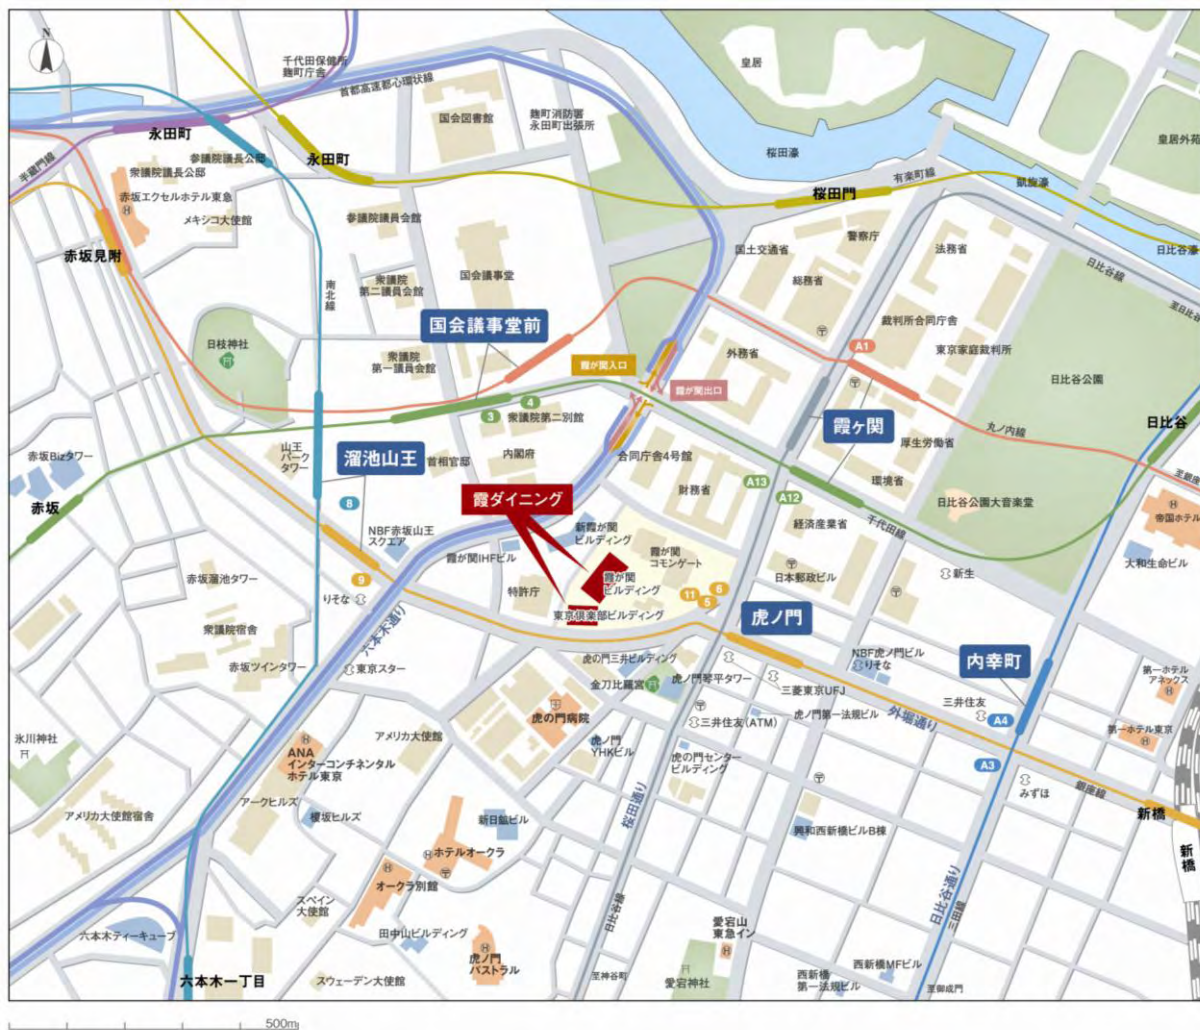 N
千代田保健所
麹町庁舎
首都高速都心環状線
国会図書館
麹町消防署
永田町出張所
皇居
皇居外苑
桜田濠
永田町
永田町
半蔵門線
参議院議長公邸
衆議院議長公邸
赤坂エクセルホテル東急
H
メキシコ大使館
赤坂見附
参議院議員会館
桜田門
有楽町線
凱旋濠
日比谷濠
日比谷線
国土交通省
警察庁
総務省
法務省
南北線
衆議院
第二議員会館
国会議事堂
国会議事堂前
日枝神社
衆議院
第一議員会館
霞が関入口
霞が関出口
外務省
裁判所合同庁舎
A1
東京家庭裁判所
日比谷公園
丸ノ内線
日比谷
3
4
衆議院第二別館
霞ヶ関
厚生労働省
赤坂Bizタワー
山王
パーク
タワー
溜池山王
首相官邸
内閣府
合同庁舎4号館
財務省
A13
A12
環境省
日比谷公園大音楽堂
赤坂
8
霞ダイニング
千代田線
経済産業省
H
帝国ホテル
NBF赤坂山王
スクエア
新霞が関
ビルディング
霞が関IHFビル
霞が関
コモンゲート
大和生命ビル
赤坂溜池タワー
9
特許庁
霞が関
ビルディング
日本郵政ビル
新生
りそな
11
5
6
東京倶楽部ビルディング
虎ノ門
衆議院宿舎
六本木通り
赤坂ツインタワー
東京スター
虎の門三井ビルディング
NBF虎ノ門ビル
りそな
内幸町
金刀比羅宮
虎ノ門琴平タワー
三菱東京UFJ
第一ホテル
アネックス
H
虎の門病院
三井住友(ATM)
虎ノ門第一法規ビル
外堀通り
三井住友
A4
第一ホテル東京
H
氷川神社
H
ANA
インターコンチネンタル
ホテル東京
アメリカ大使館
虎ノ門
YHKビル
虎の門センター
ビルディング
A3
みずほ
銀座線
アークヒルズ
桜田通り
新橋
アメリカ大使館宿舎
榎坂ヒルズ
新日鉱ビル
興和西新橋ビルB棟
新橋
H
ホテルオークラ
H
オークラ別館
スペイン
大使館
日比谷通り
三田線
日比谷線
愛宕山
東急イン
H
六本木ティーキューブ
田中山ビルディング
H
虎ノ門
パストラル
六本木一丁目
スウェーデン大使館
至神谷町
愛宕神社
西新橋
第一法規ビル
西新橋MFビル
至御成門
500m